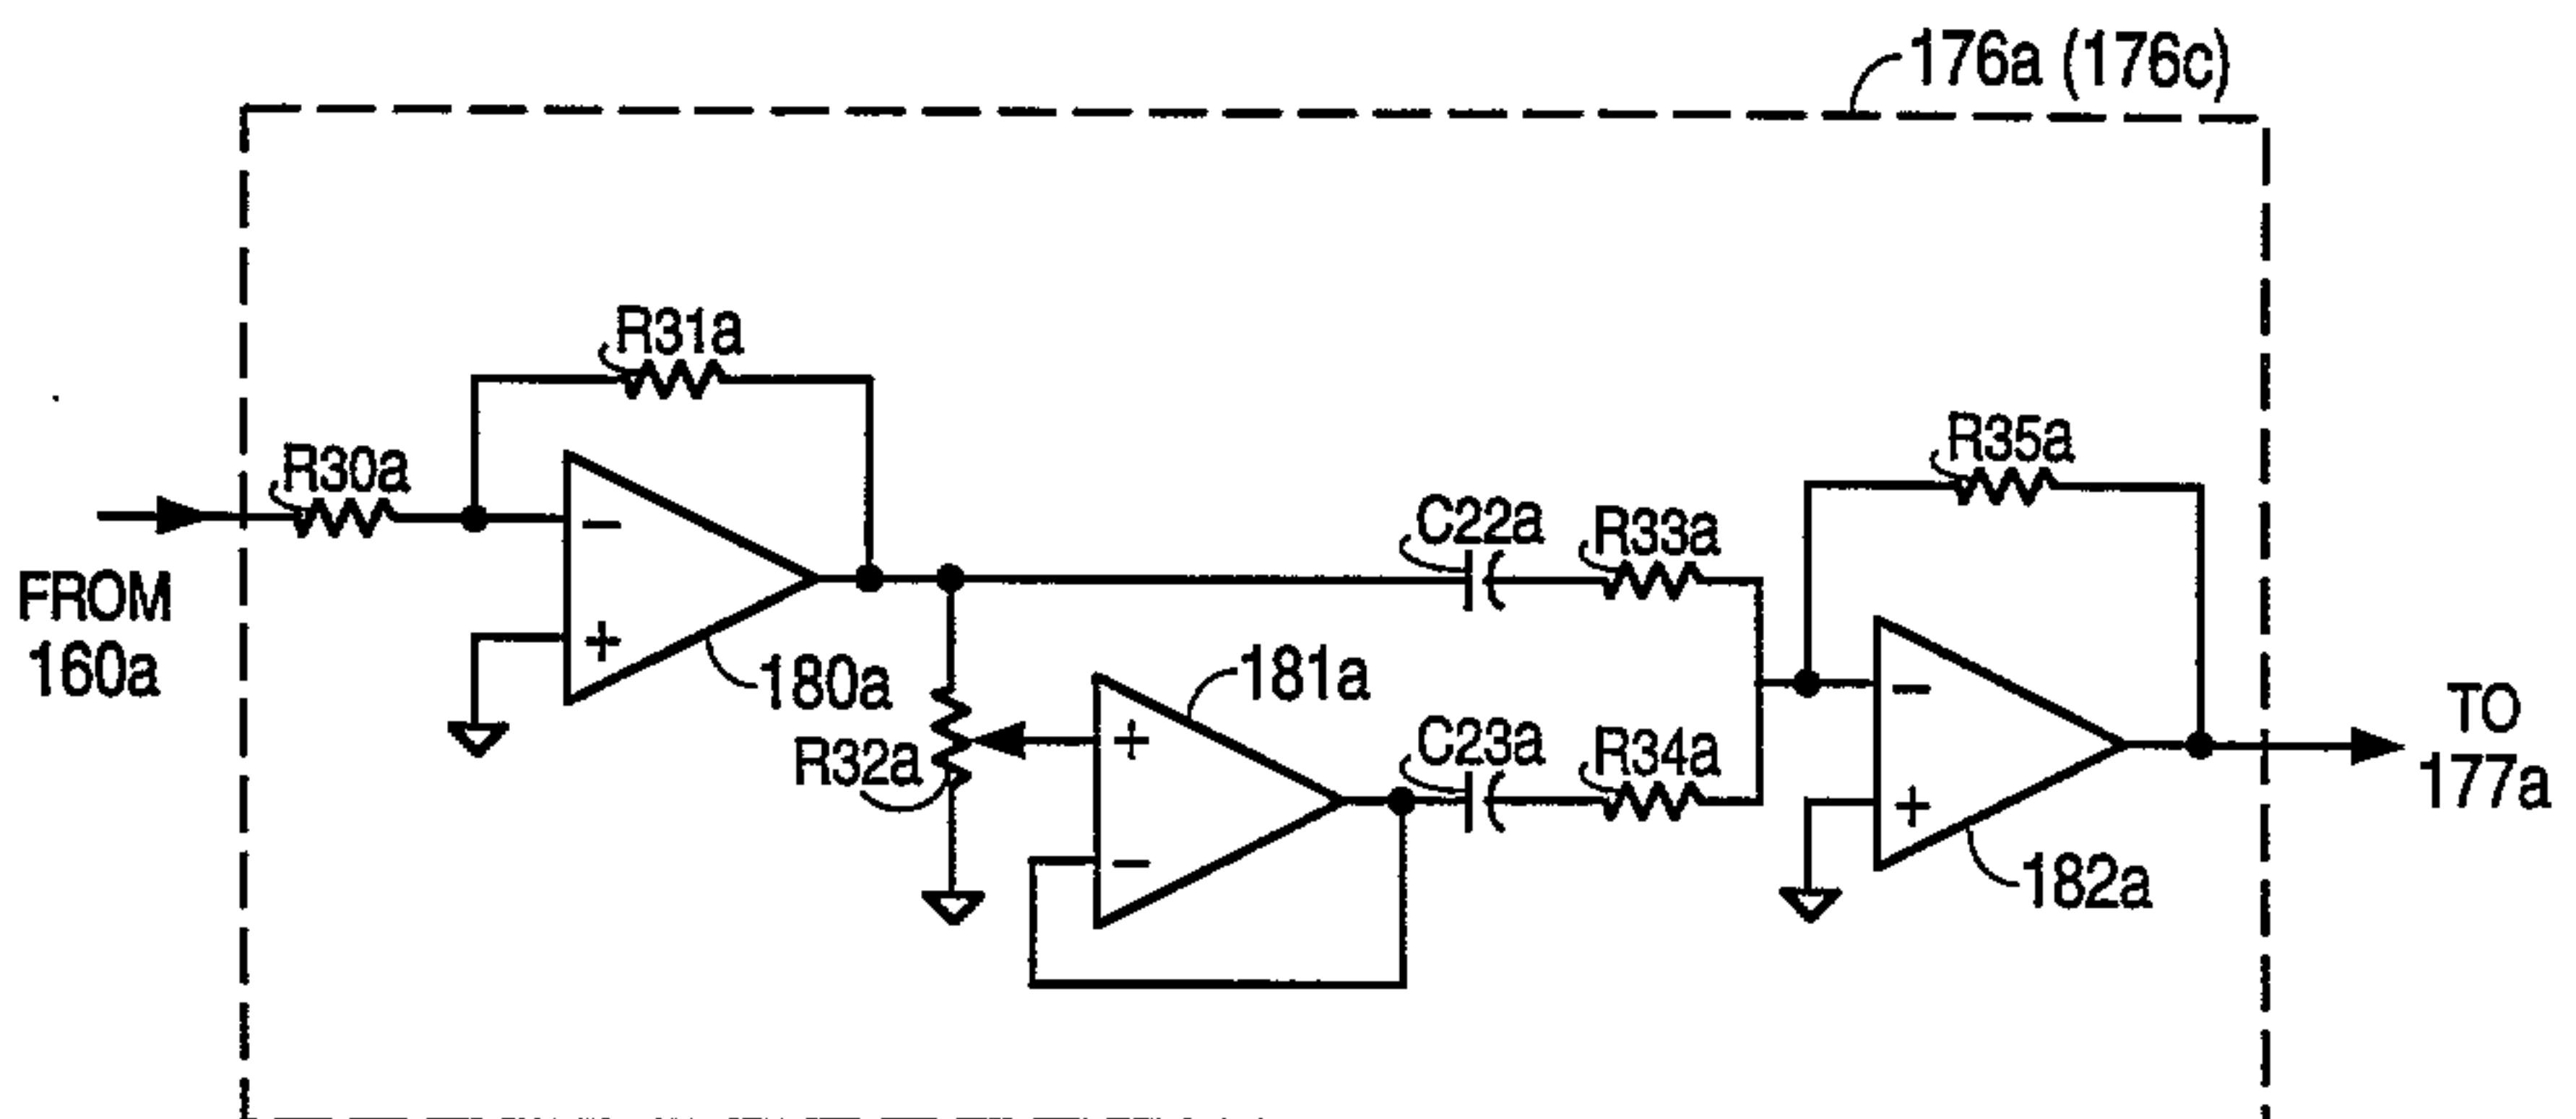 176a (176c)
R31a
R30a
R35a
C22a
R33a
−
FROM
160a
+
180a
181a
−
TO
177a
R32a
+
C23a
R34a
+
−
182a